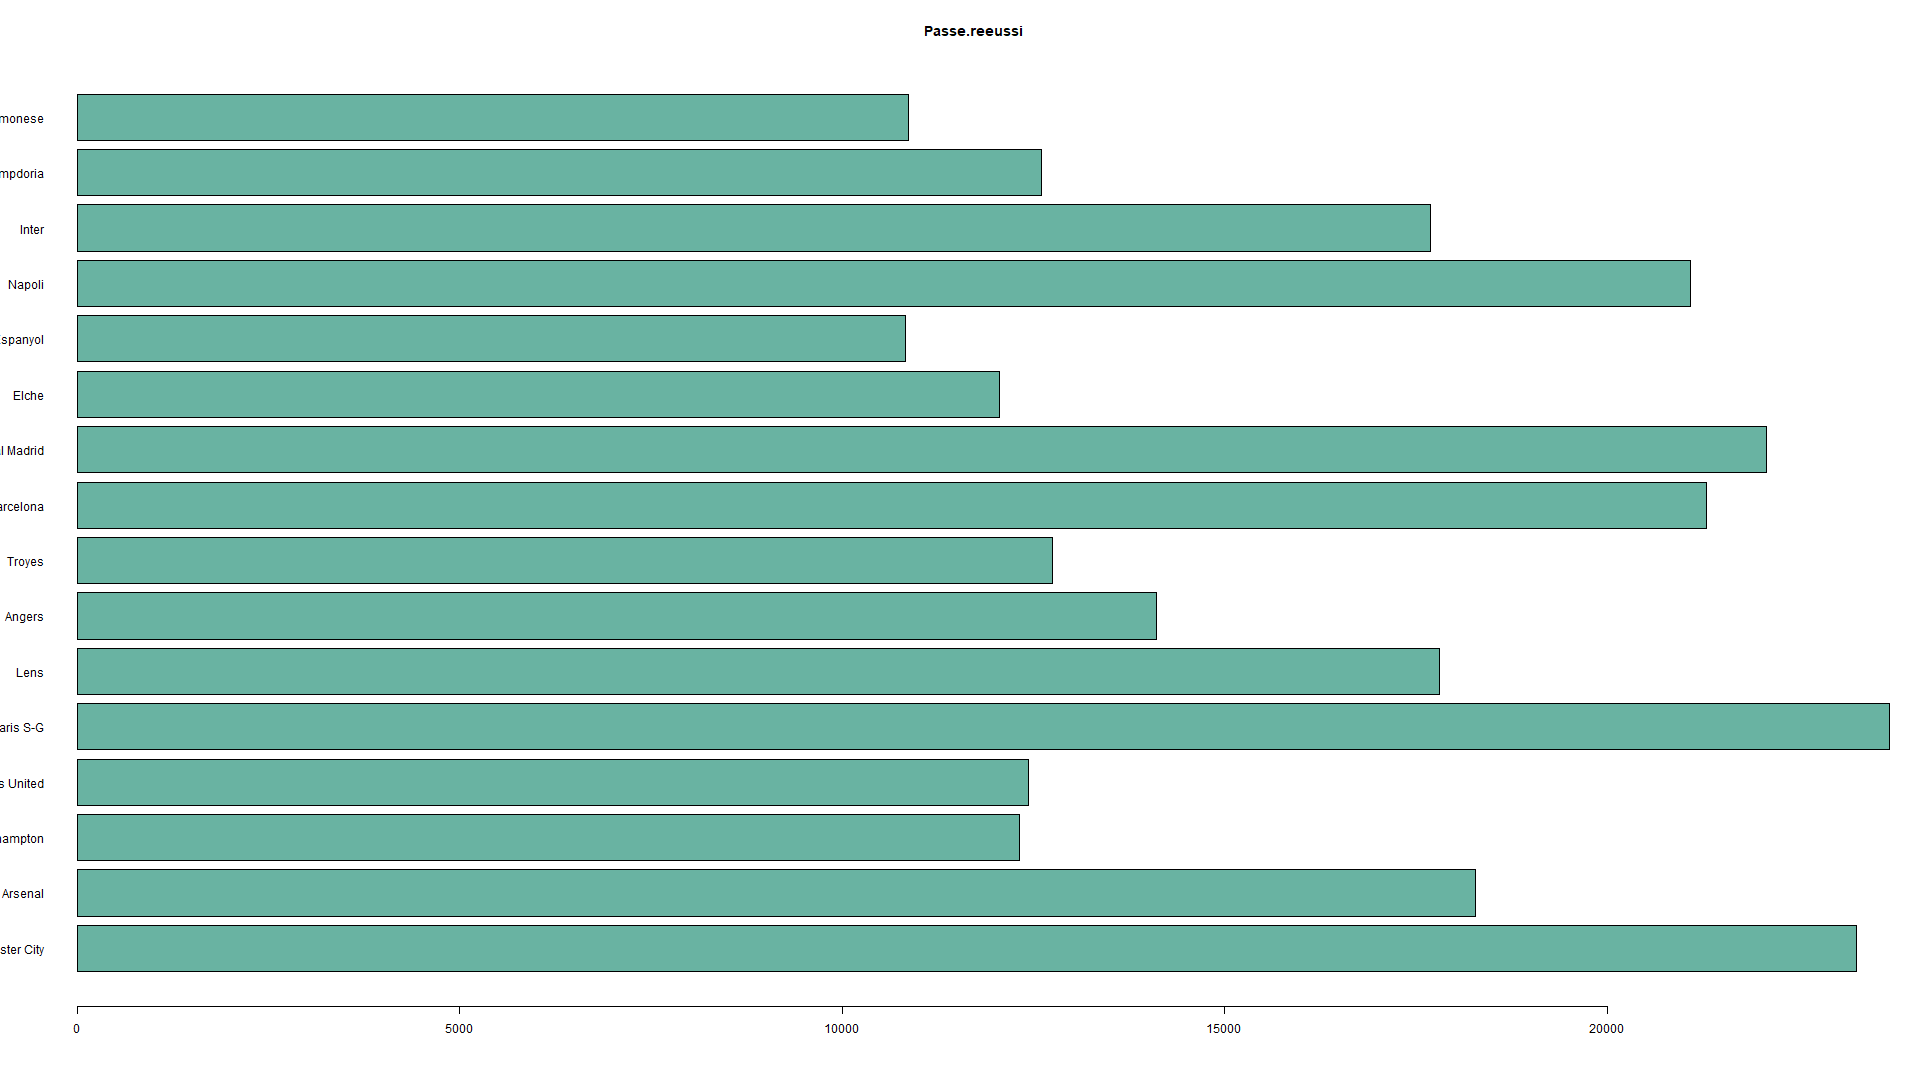 Passe.reeussi
monese
mpdoria
Inter
Napoli
spanyol
Elche
l Madrid
arcelona
Troyes
Angers
Lens
aris S-G
s United
ampton
Arsenal
ster City
0 5000 10000 15000 20000